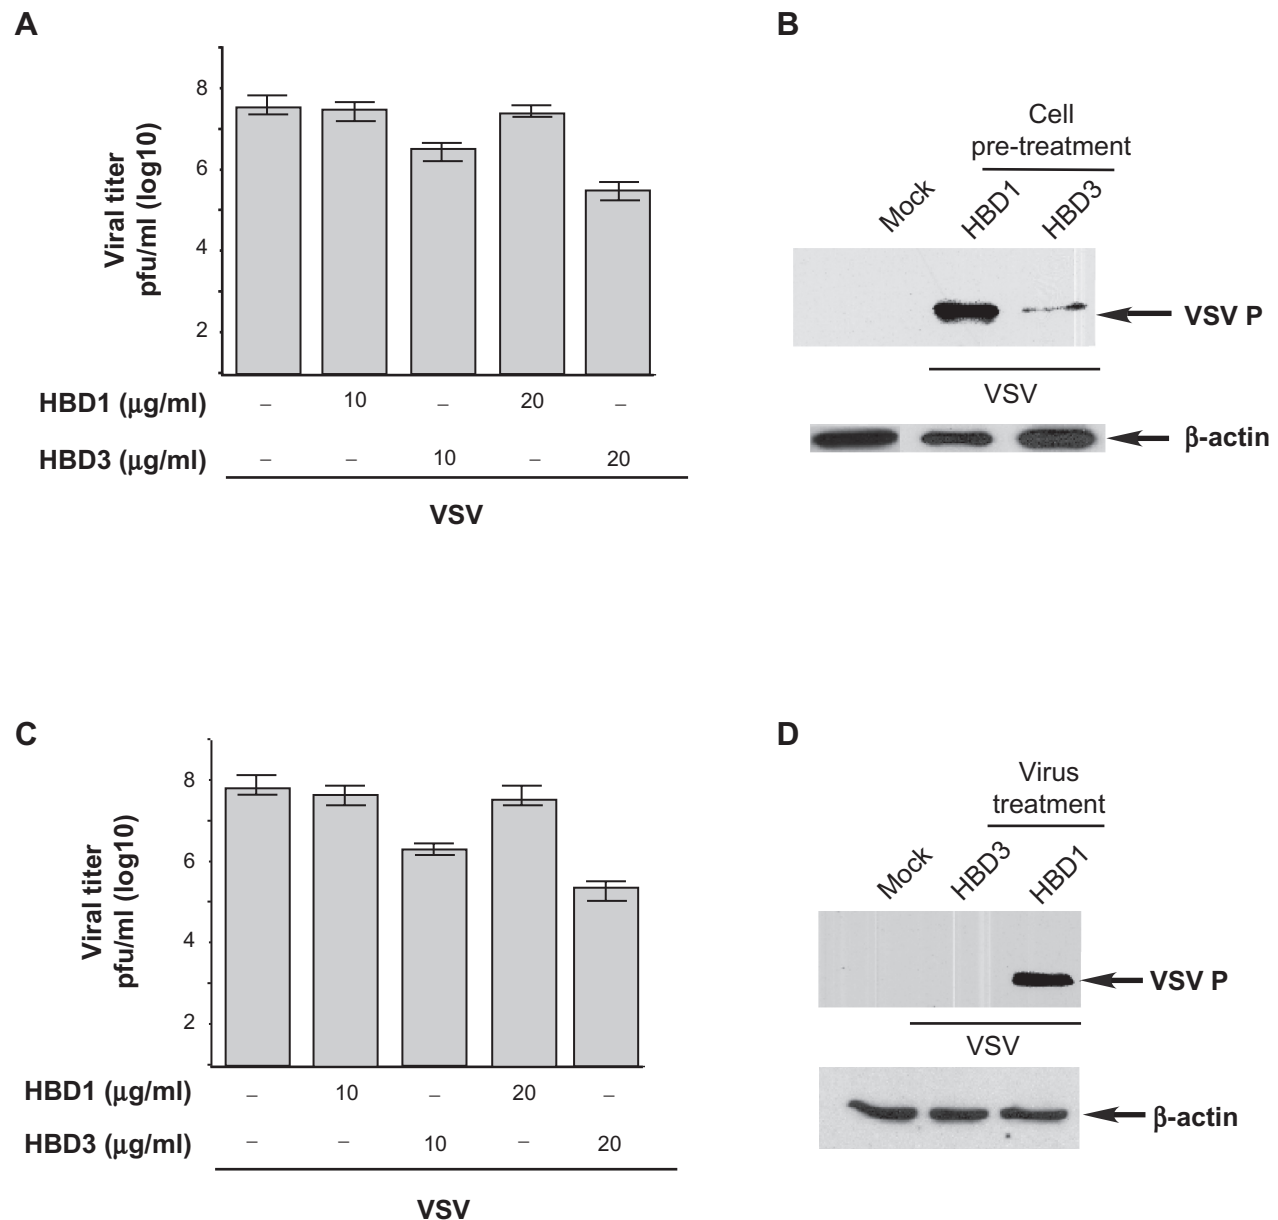 A
8
6
4
2
Viral titer
pfu/ml (log10)
HBD1 (μg/ml) – 10 – 20 –
HBD3 (μg/ml) – – 10 – 20
VSV
B
Cell
pre-treatment
Mock HBD1 HBD3
VSV P
VSV
β-actin
C
8
6
4
2
Viral titer
pfu/ml (log10)
HBD1 (μg/ml) – 10 – 20 –
HBD3 (μg/ml) – – 10 – 20
VSV
D
Virus
treatment
Mock HBD3 HBD1
VSV P
VSV
β-actin